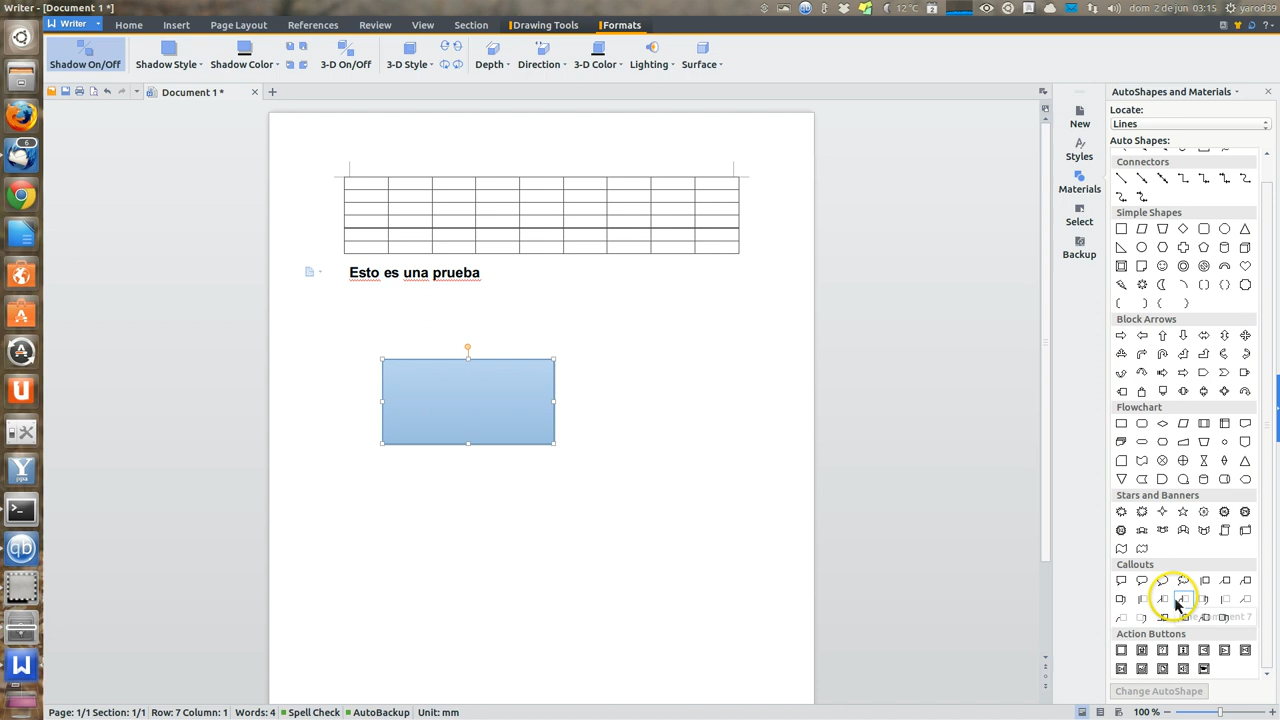 Writer - [Document 1 *]
12°C
dom 2 de jun 03:15
yarod39
Writer
Home
Insert
Page Layout
References
Review
View
Section
Drawing Tools
Formats
Shadow On/Off
Shadow Style
Shadow Color
3-D On/Off
3-D Style
Depth
Direction
3-D Color
Lighting
Surface
Document 1 *
AutoShapes and Materials
Locate:
Lines
Auto Shapes:
New
Styles
Materials
Select
Backup
Connectors
Simple Shapes
Block Arrows
Flowchart
Stars and Banners
Callouts
Action Buttons
Change AutoShape
Esto es una prueba
Page: 1/1 Section: 1/1 Row: 7 Column: 1 Words: 4 Spell Check AutoBackup Unit: mm
100 %